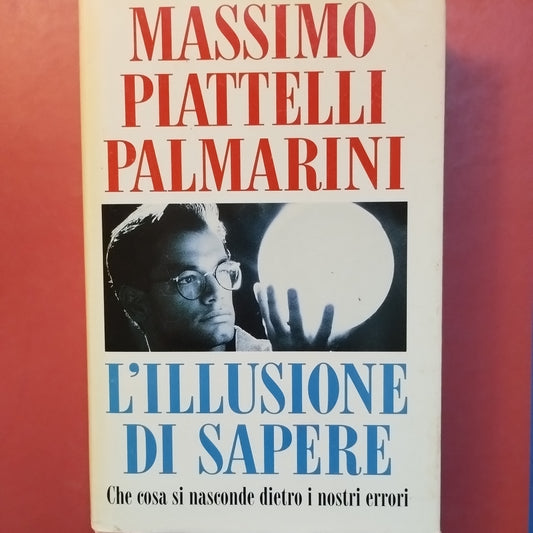 MASSIMO
PIATTELLI
PALMARINI
L'ILLUSIONE
DI SAPERE
Che cosa si nasconde dietro i nostri errori